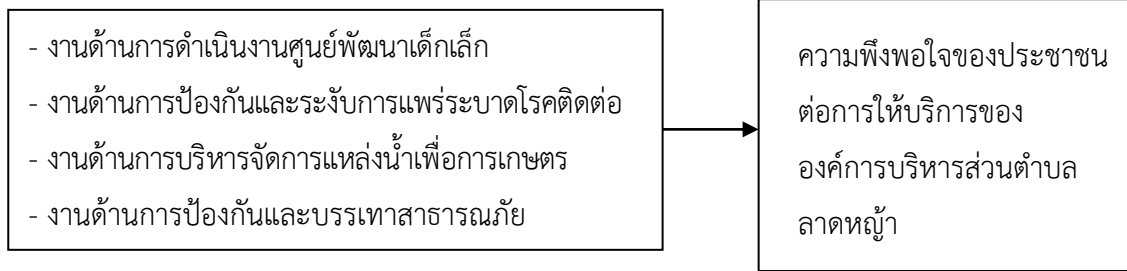 - งานด้านการดำเนินงานศูนย์พัฒนาเด็กเล็ก
- งานด้านการป้องกันและระงับการแพร่ระบาดโรคติดต่อ
- งานด้านการบริหารจัดการแหล่งน้ำเพื่อการเกษตร
- งานด้านการป้องกันและบรรเทาสาธารณภัย
ความพึงพอใจของประชาชน
ต่อการให้บริการของ
องค์การบริหารส่วนตำบล
ลาดหญ้า